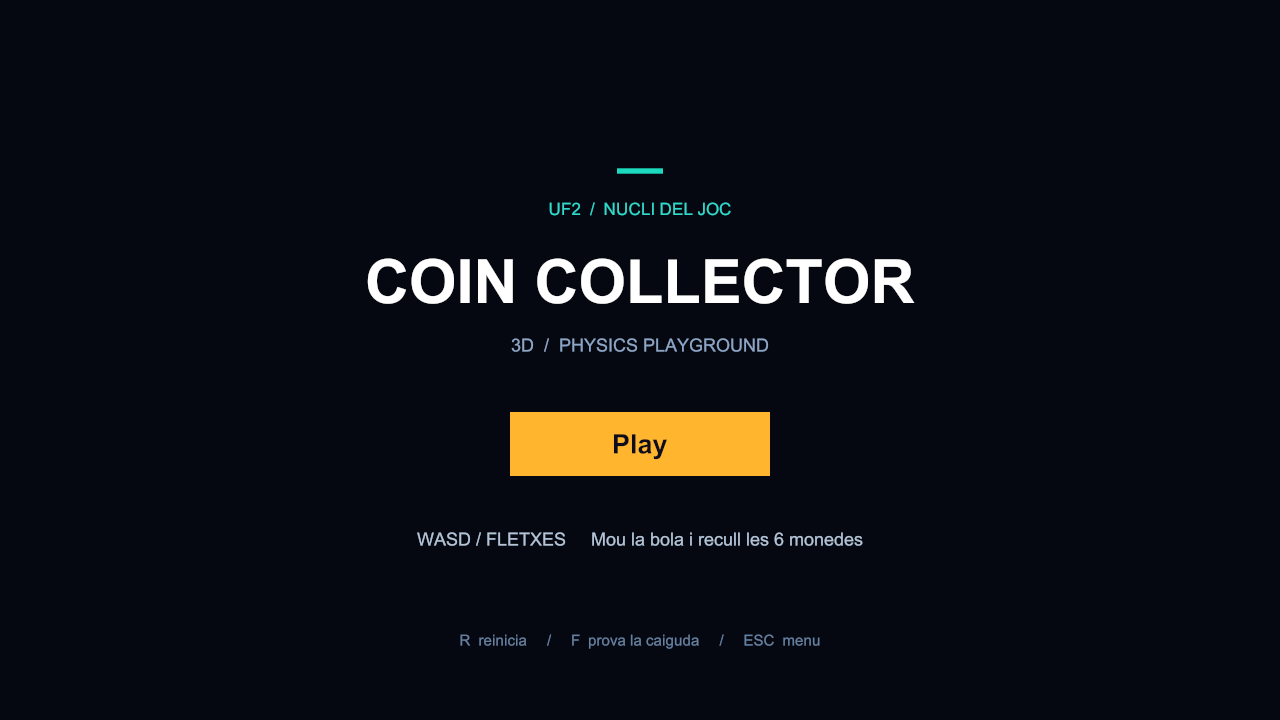 UF2 / NUCLI DEL JOC
COIN COLLECTOR
3D / PHYSICS PLAYGROUND
Play
WASD / FLETXES Mou la bola i recull les 6 monedes
R reinicia / F prova la caiguda / ESC menu